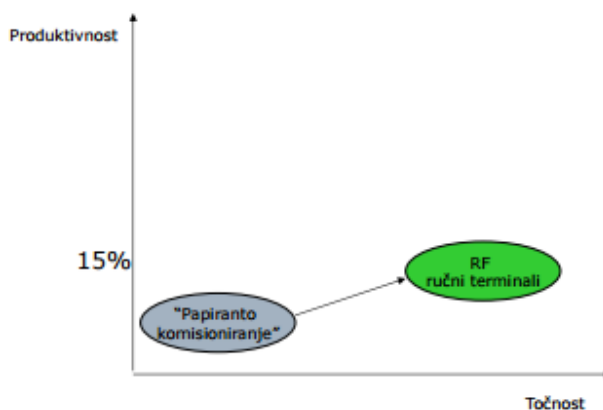 Produktivnost
15%
RF
ručni terminali
“Papiranto
komisioniranje”
Točnost